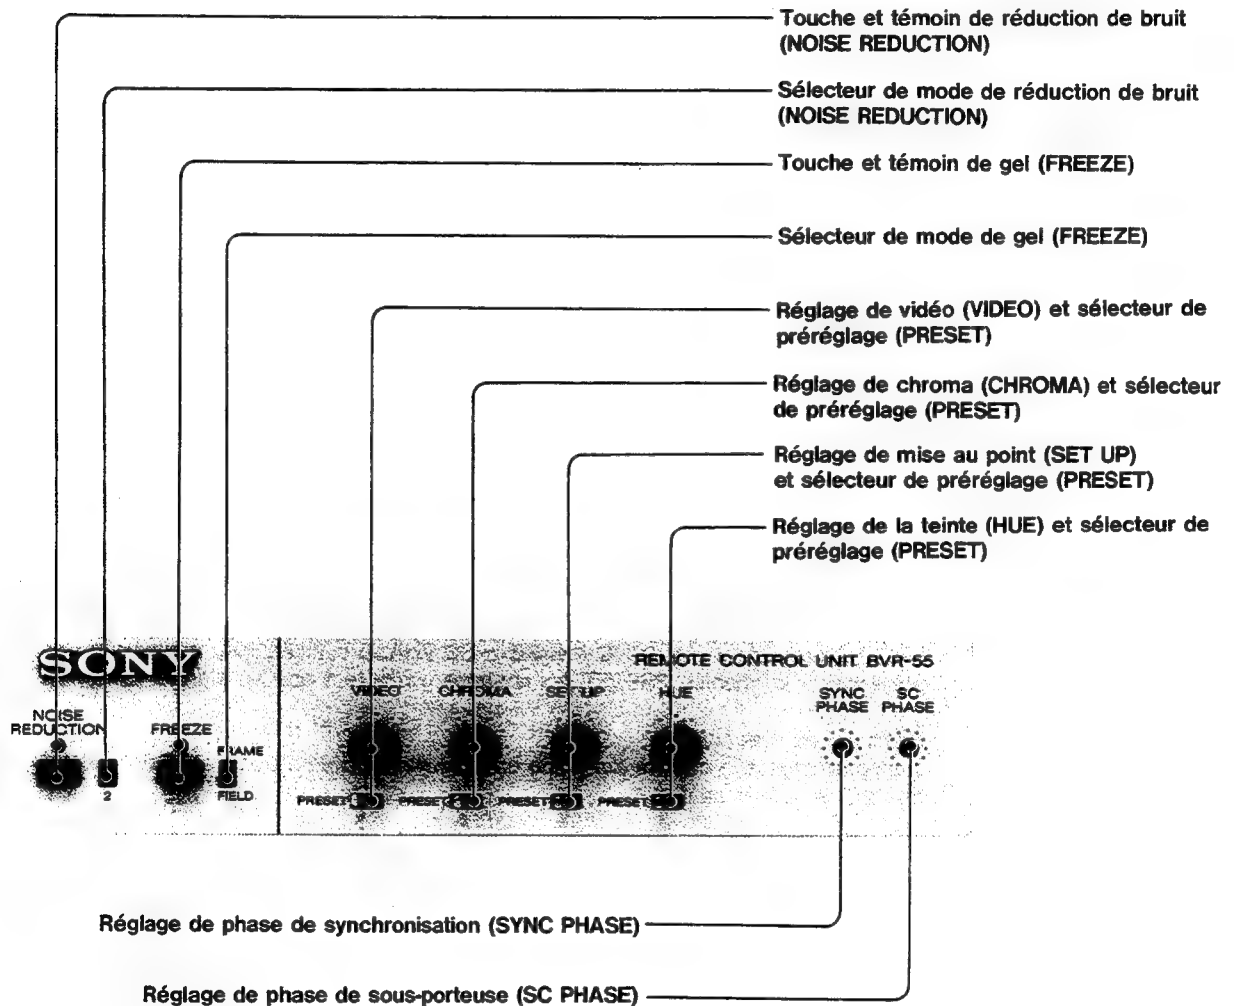 Touche et témoin de réduction de bruit
(NOISE REDUCTION)
Sélecteur de mode de réduction de bruit
(NOISE REDUCTION)
Touche et témoin de gel (FREEZE)
Sélecteur de mode de gel (FREEZE)
Réglage de vidéo (VIDEO) et sélecteur de
préréglage (PRESET)
Réglage de chroma (CHROMA) et sélecteur
de préréglage (PRESET)
Réglage de mise au point (SET UP)
et sélecteur de préréglage (PRESET)
Réglage de la teinte (HUE) et sélecteur de
préréglage (PRESET)
SONY
REMOTE CONTROL UNIT BVR-55
VIDEO CHROMA SET UP HUE
SYNC PHASE
SC PHASE
NOISE
REDUCTION
FREEZE
FRAME
2
FIELD
PRESET PRESET PRESET PRESET
Réglage de phase de synchronisation (SYNC PHASE)
Réglage de phase de sous-porteuse (SC PHASE)